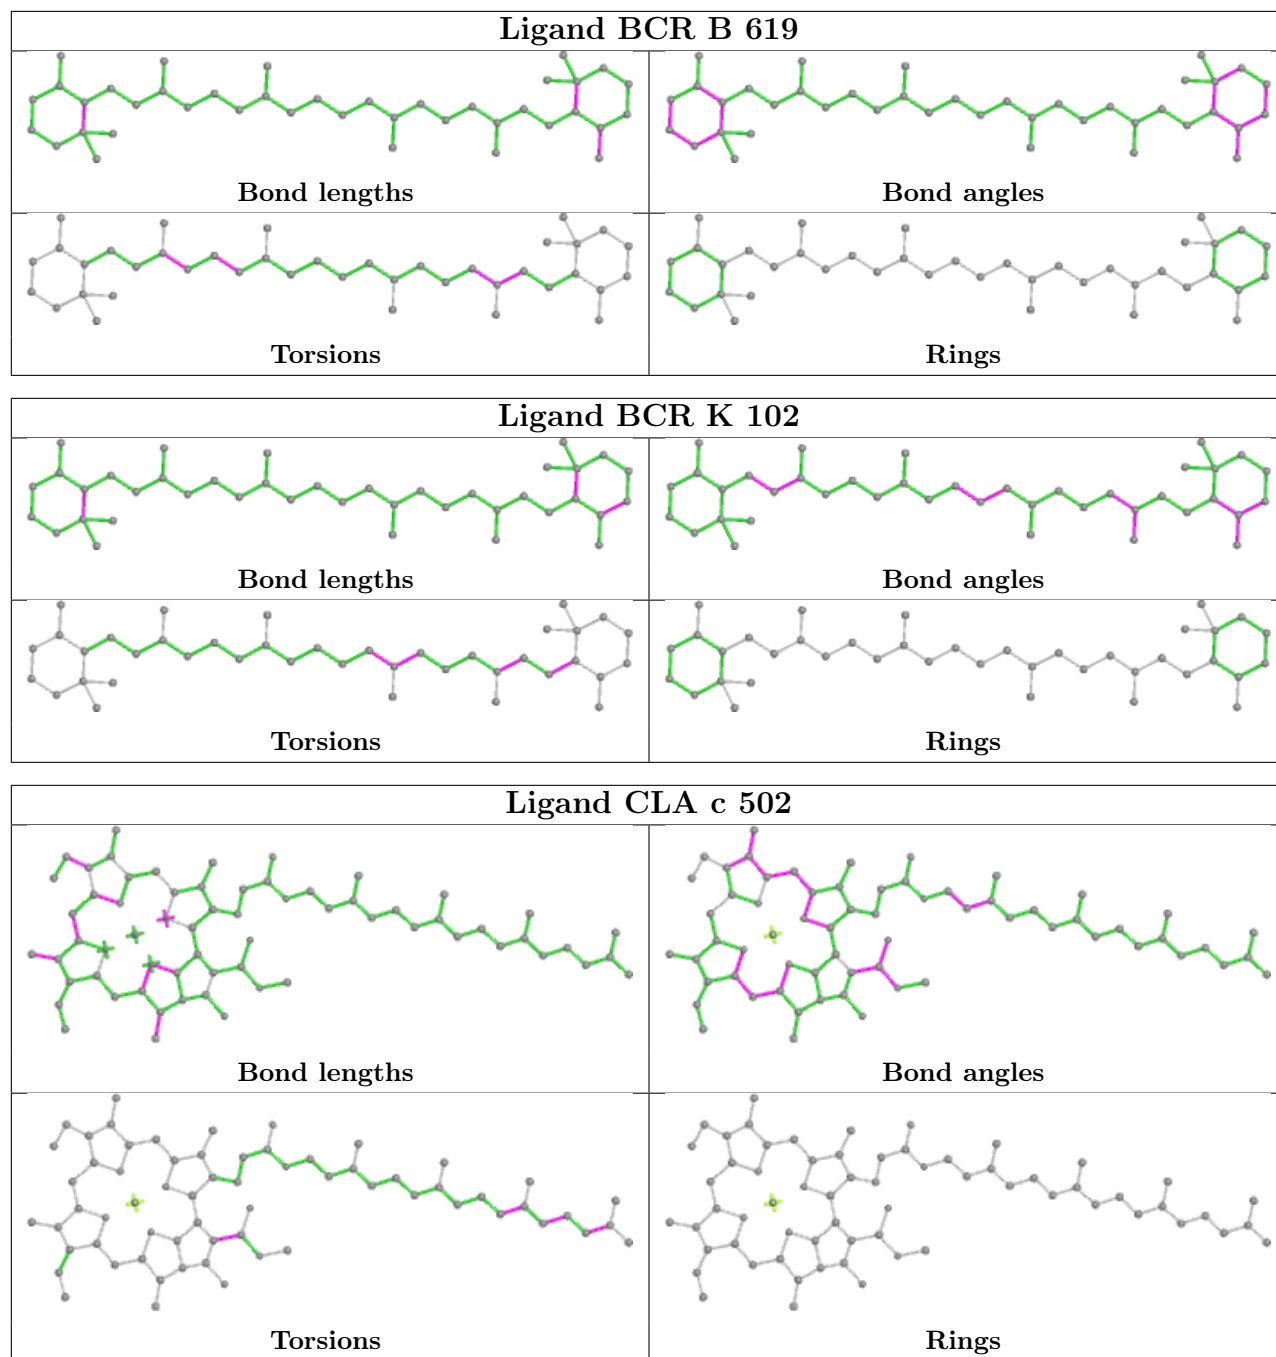 Ligand BCR B 619
Bond lengths
Bond angles
Torsions
Rings
Ligand BCR K 102
Bond lengths
Bond angles
Torsions
Rings
Ligand CLA c 502
Bond lengths
Bond angles
Torsions
Rings